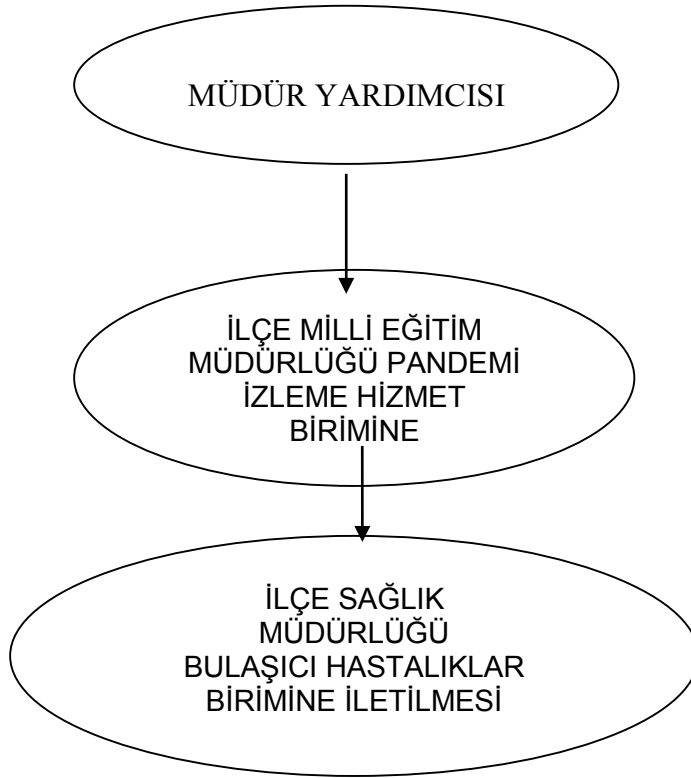 MÜDÜR YARDIMCISI
İLÇE MİLLİ EĞİTİM
MÜDÜRLÜĞÜ PANDEMİ
İZLEME HİZMET
BİRİMİNE
İLÇE SAĞLIK
MÜDÜRLÜĞÜ
BULAŞICI HASTALIKLAR
BİRİMİNE İLETİLMESİ